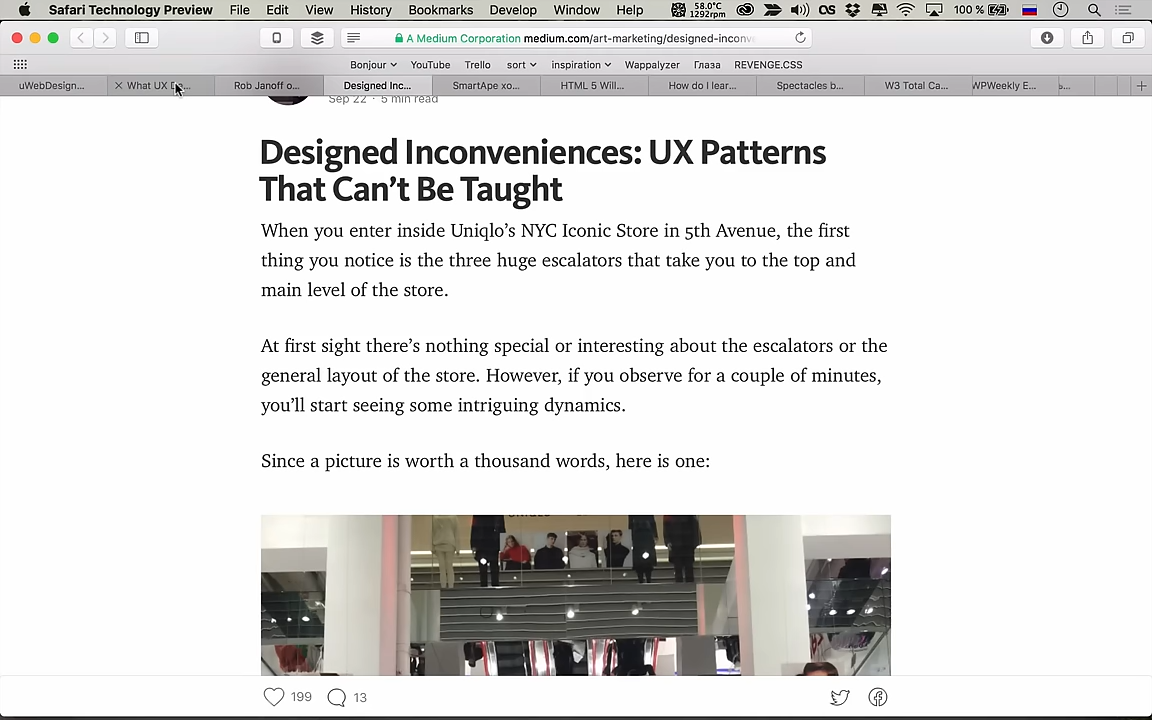 Safari Technology Preview File Edit View History Bookmarks Develop Window Help 58.0°C 1292rpm OS 100 %
A Medium Corporation medium.com/art-marketing/designed-inconv
Bonjour YouTube Trello sort inspiration Wappalyzer Глаза REVENGE.CSS
uWebDesign... What UX De... Rob Janoff o... Designed Inc... SmartApe xo... HTML 5 Will... How do I lear... Spectacles b... W3 Total Ca... WPWeekly E...
Sep 22 · 5 min read
Designed Inconveniences: UX Patterns
That Can’t Be Taught
When you enter inside Uniqlo’s NYC Iconic Store in 5th Avenue, the first
thing you notice is the three huge escalators that take you to the top and
main level of the store.
At first sight there’s nothing special or interesting about the escalators or the
general layout of the store. However, if you observe for a couple of minutes,
you’ll start seeing some intriguing dynamics.
Since a picture is worth a thousand words, here is one:
199 13